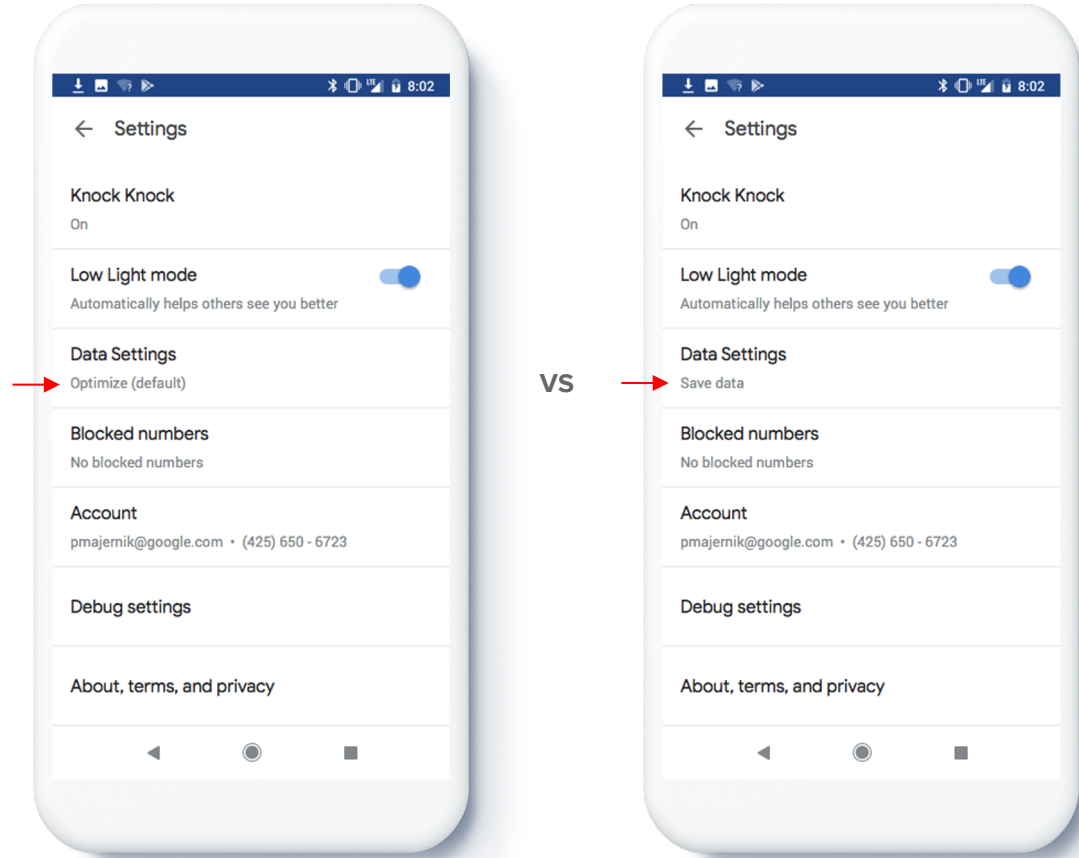 8:02
Settings
Knock Knock
On
Low Light mode
Automatically helps others see you better
Data Settings
Optimize (default)
Blocked numbers
No blocked numbers
Account
pmajernik@google.com • (425) 650 - 6723
Debug settings
About, terms, and privacy
VS
LTE 8:02
Settings
Knock Knock
On
Low Light mode
Automatically helps others see you better
Data Settings
Save data
Blocked numbers
No blocked numbers
Account
pmajernik@google.com • (425) 650 - 6723
Debug settings
About, terms, and privacy